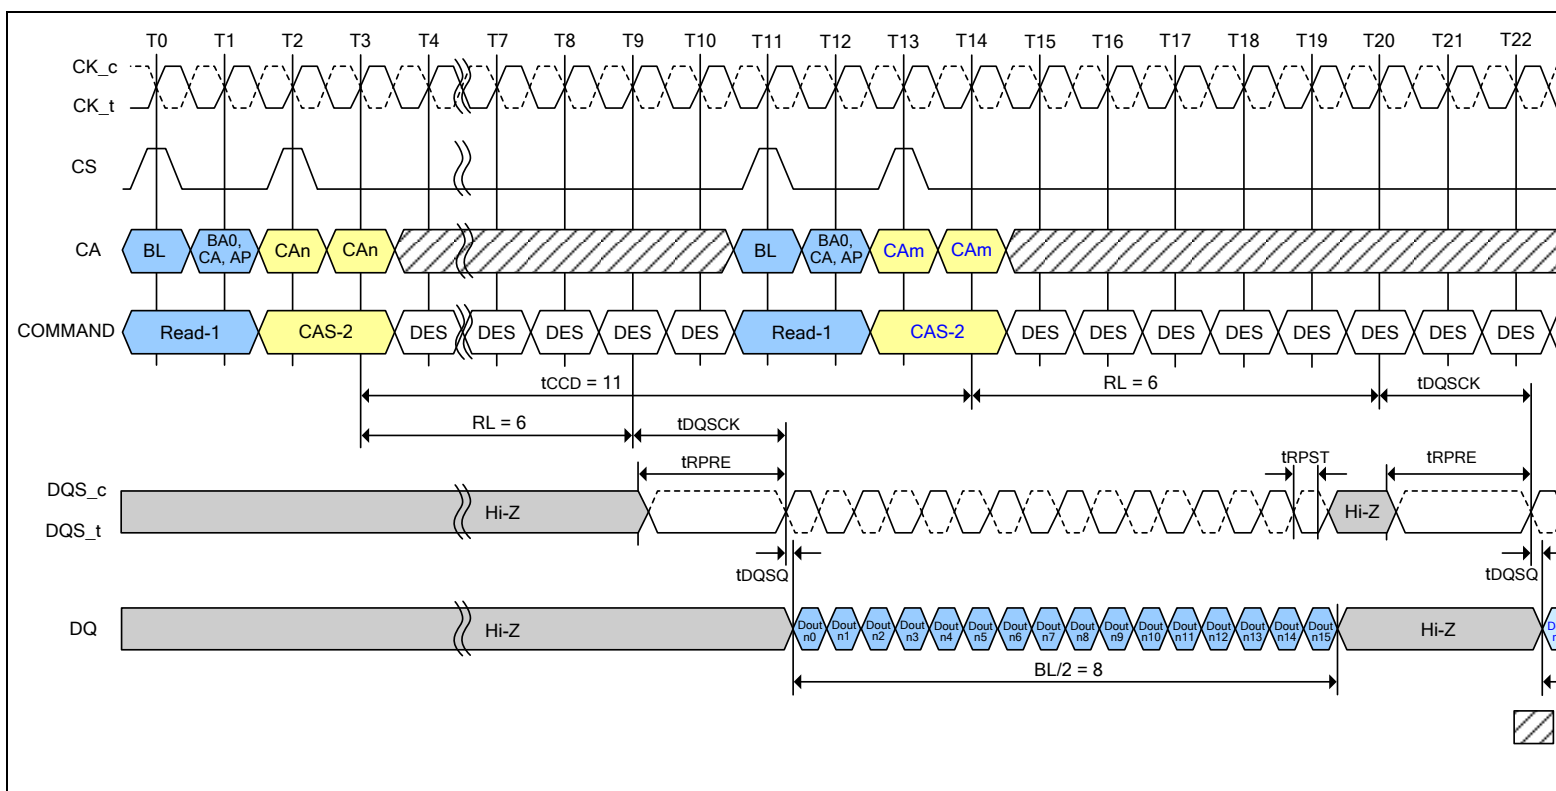 T0 T1 T2 T3 T4 T7 T8 T9 T10 T11 T12 T13 T14 T15 T16 T17 T18 T19 T20 T21 T22
CK_c
CK_t
CS
CA BL BA0, CA, AP CAn CAn BL BA0, CA, AP CAm CAm
COMMAND Read-1 CAS-2 DES DES DES DES DES Read-1 CAS-2 DES DES DES DES DES DES DES DES
tCCD = 11 RL = 6 tDQSCK
RL = 6 tDQSCK
tRPRE tRPST tRPRE
DQS_c
Hi-Z Hi-Z
DQS_t
tDQSQ tDQSQ
DQ Hi-Z Dout n0 Dout n1 Dout n2 Dout n3 Dout n4 Dout n5 Dout n6 Dout n7 Dout n8 Dout n9 Dout n10 Dout n11 Dout n12 Dout n13 Dout n14 Dout n15 Hi-Z
BL/2 = 8